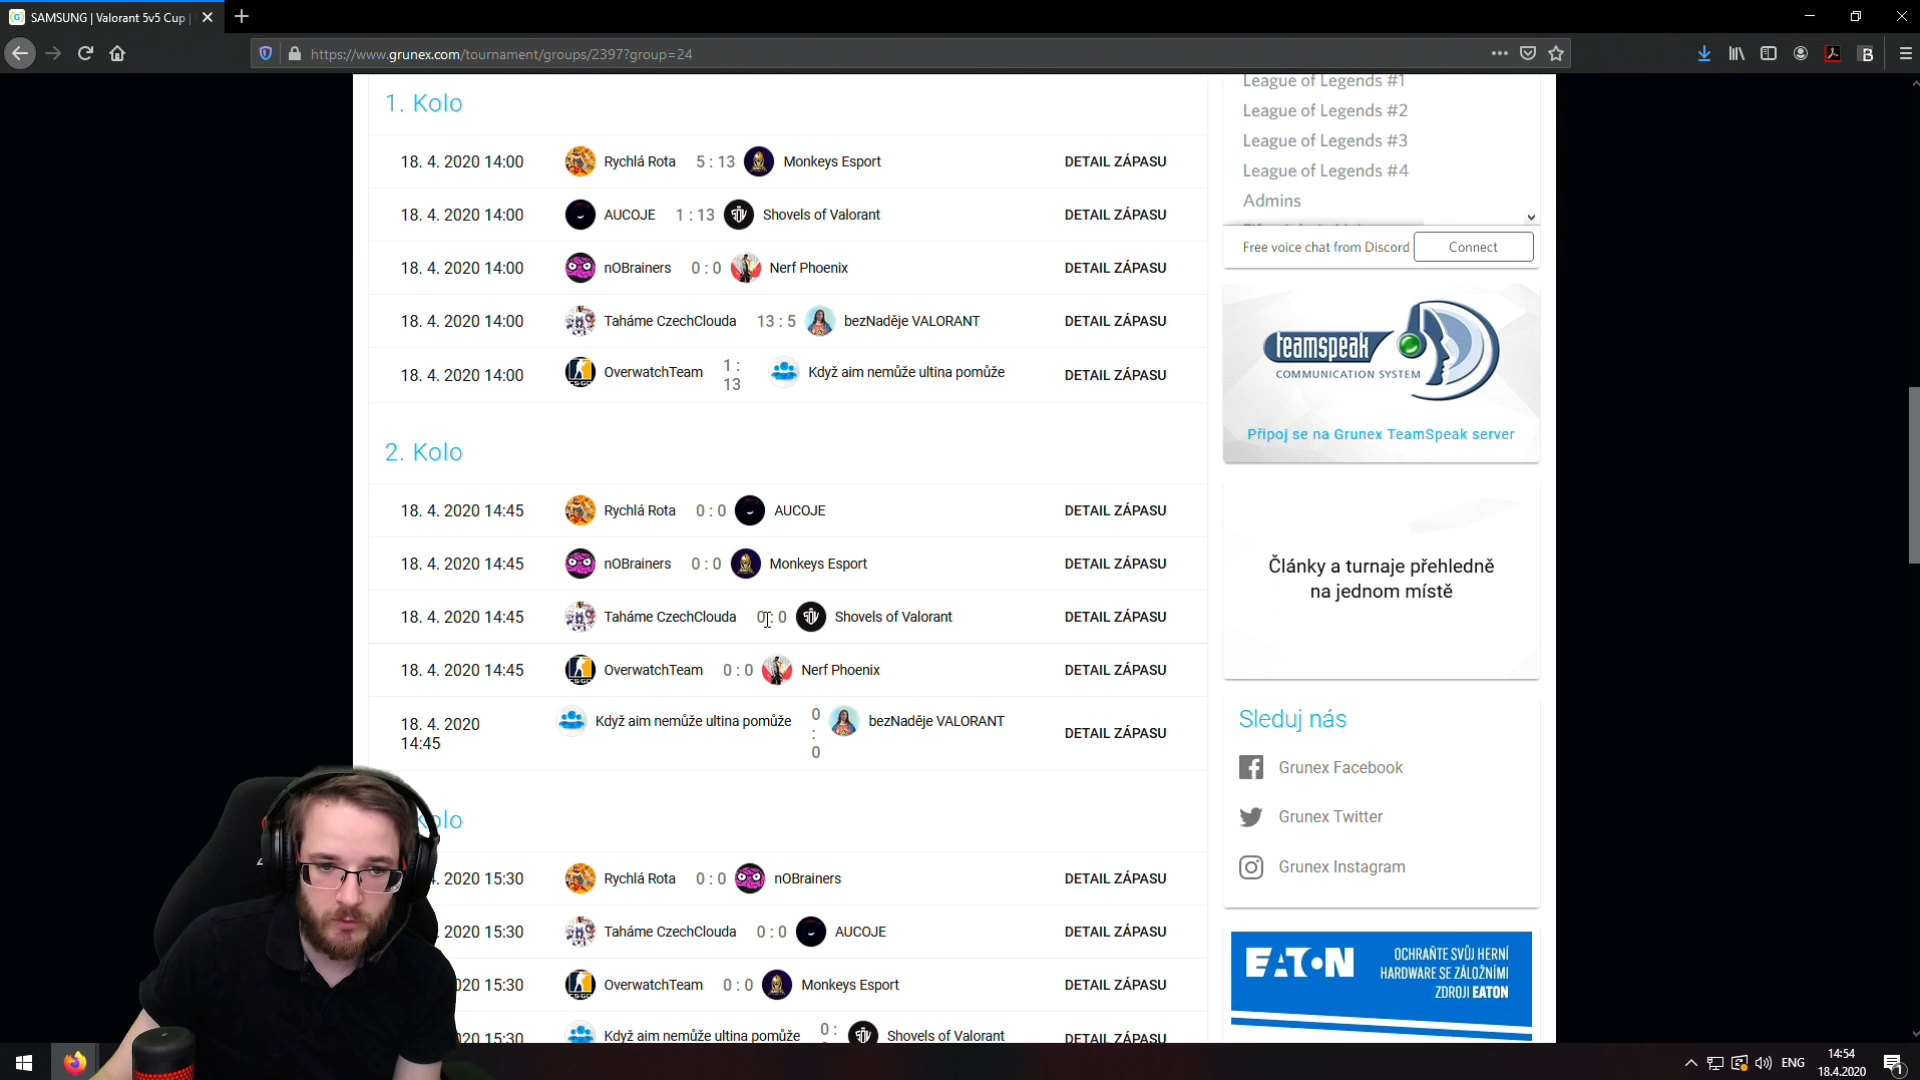 SAMSUNG | Valorant 5v5 Cup |
https://www.grunex.com/tournament/groups/2397?group=24
1. Kolo
18. 4. 2020 14:00 Rychlá Rota 5 : 13 Monkeys Esport DETAIL ZÁPASU
18. 4. 2020 14:00 AUCOJE 1 : 13 Shovels of Valorant DETAIL ZÁPASU
18. 4. 2020 14:00 nOBrainers 0 : 0 Nerf Phoenix DETAIL ZÁPASU
18. 4. 2020 14:00 Taháme CzechClouda 13 : 5 bezNaděje VALORANT DETAIL ZÁPASU
18. 4. 2020 14:00 OverwatchTeam 1 : 13 Když aim nemůže ultina pomůže DETAIL ZÁPASU
2. Kolo
18. 4. 2020 14:45 Rychlá Rota 0 : 0 AUCOJE DETAIL ZÁPASU
18. 4. 2020 14:45 nOBrainers 0 : 0 Monkeys Esport DETAIL ZÁPASU
18. 4. 2020 14:45 Taháme CzechClouda 0 : 0 Shovels of Valorant DETAIL ZÁPASU
18. 4. 2020 14:45 OverwatchTeam 0 : 0 Nerf Phoenix DETAIL ZÁPASU
18. 4. 2020 14:45 Když aim nemůže ultina pomůže 0 : 0 bezNaděje VALORANT DETAIL ZÁPASU
Kolo
2020 15:30 Rychlá Rota 0 : 0 nOBrainers DETAIL ZÁPASU
2020 15:30 Taháme CzechClouda 0 : 0 AUCOJE DETAIL ZÁPASU
020 15:30 OverwatchTeam 0 : 0 Monkeys Esport DETAIL ZÁPASU
020 15:30 Když aim nemůže ultina pomůže 0 : Shovels of Valorant DETAIL ZÁPASU
League of Legends #1
League of Legends #2
League of Legends #3
League of Legends #4
Admins
Free voice chat from Discord Connect
teamspeak
COMMUNICATION SYSTEM
Připoj se na Grunex TeamSpeak server
Články a turnaje přehledně
na jednom místě
Sleduj nás
Grunex Facebook
Grunex Twitter
Grunex Instagram
EATON
OCHRAŇTE SVŮJ HERNÍ
HARDWARE SE ZÁLOŽNÍMI
ZDROJI EATON
ENG
14:54
18.4.2020
1